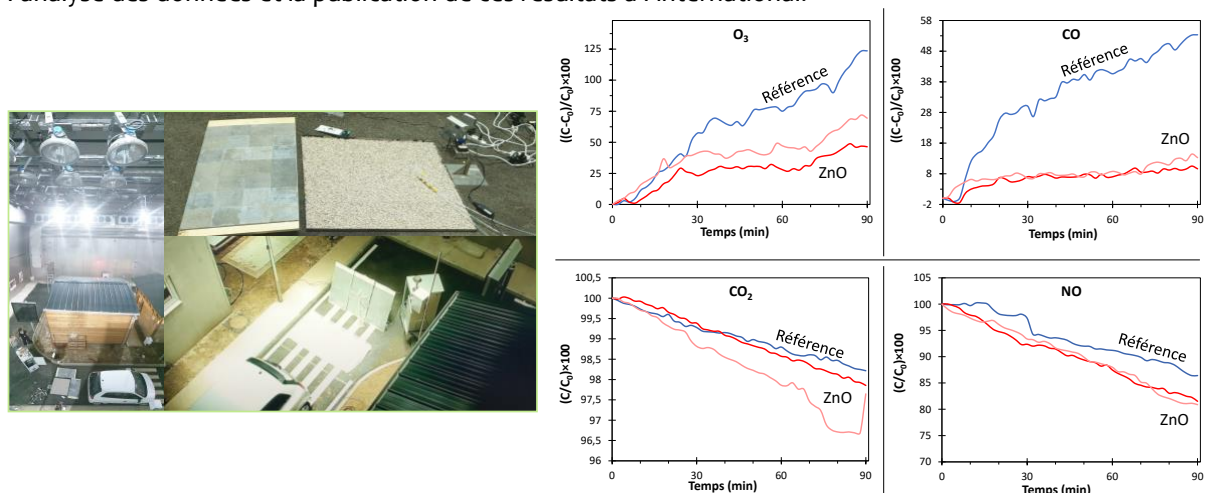 l'analyse des données et la publication de ces résultats à l'international.
O3
((C-C0)/C0)×100
125
100
75
50
25
0
Référence
ZnO
0
30
60
90
Temps (min)
CO
((C-C0)/C0)×100
58
48
38
28
18
8
-2
Référence
ZnO
0
30
60
90
Temps (min)
CO2
(C/C0)×100
100,5
100
99,5
99
98,5
98
97,5
97
96,5
96
Référence
ZnO
0
30
60
90
Temps (min)
NO
(C/C0)×100
105
100
95
90
85
80
75
70
Référence
ZnO
0
30
60
90
Temps (min)